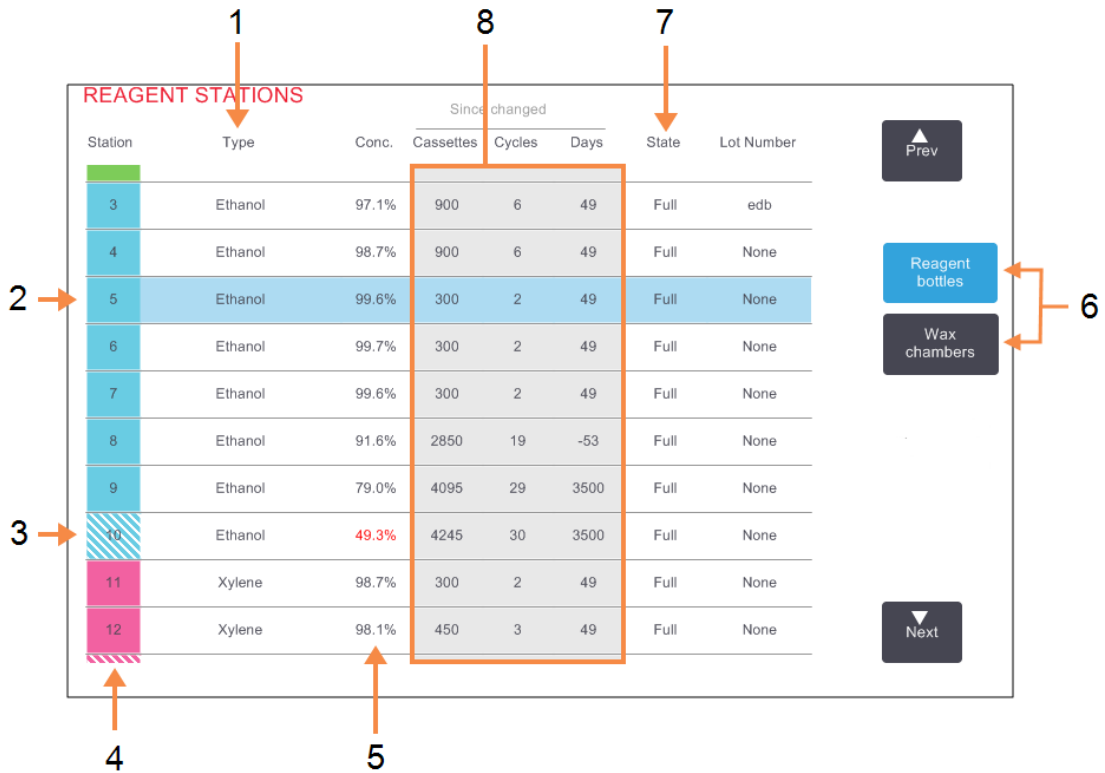 1 8 7
REAGENT STATIONS
Since changed
Station Type Conc. Cassettes Cycles Days State Lot Number
Prev
3 Ethanol 97.1% 900 6 49 Full edb
4 Ethanol 98.7% 900 6 49 Full None
Reagent
bottles
2 5 Ethanol 99.6% 300 2 49 Full None
6
6 Ethanol 99.7% 300 2 49 Full None
Wax
chambers
7 Ethanol 99.6% 300 2 49 Full None
8 Ethanol 91.6% 2850 19 -53 Full None
9 Ethanol 79.0% 4095 29 3500 Full None
3 10 Ethanol 49.3% 4245 30 3500 Full None
11 Xylene 98.7% 300 2 49 Full None
12 Xylene 98.1% 450 3 49 Full None
Next
4 5